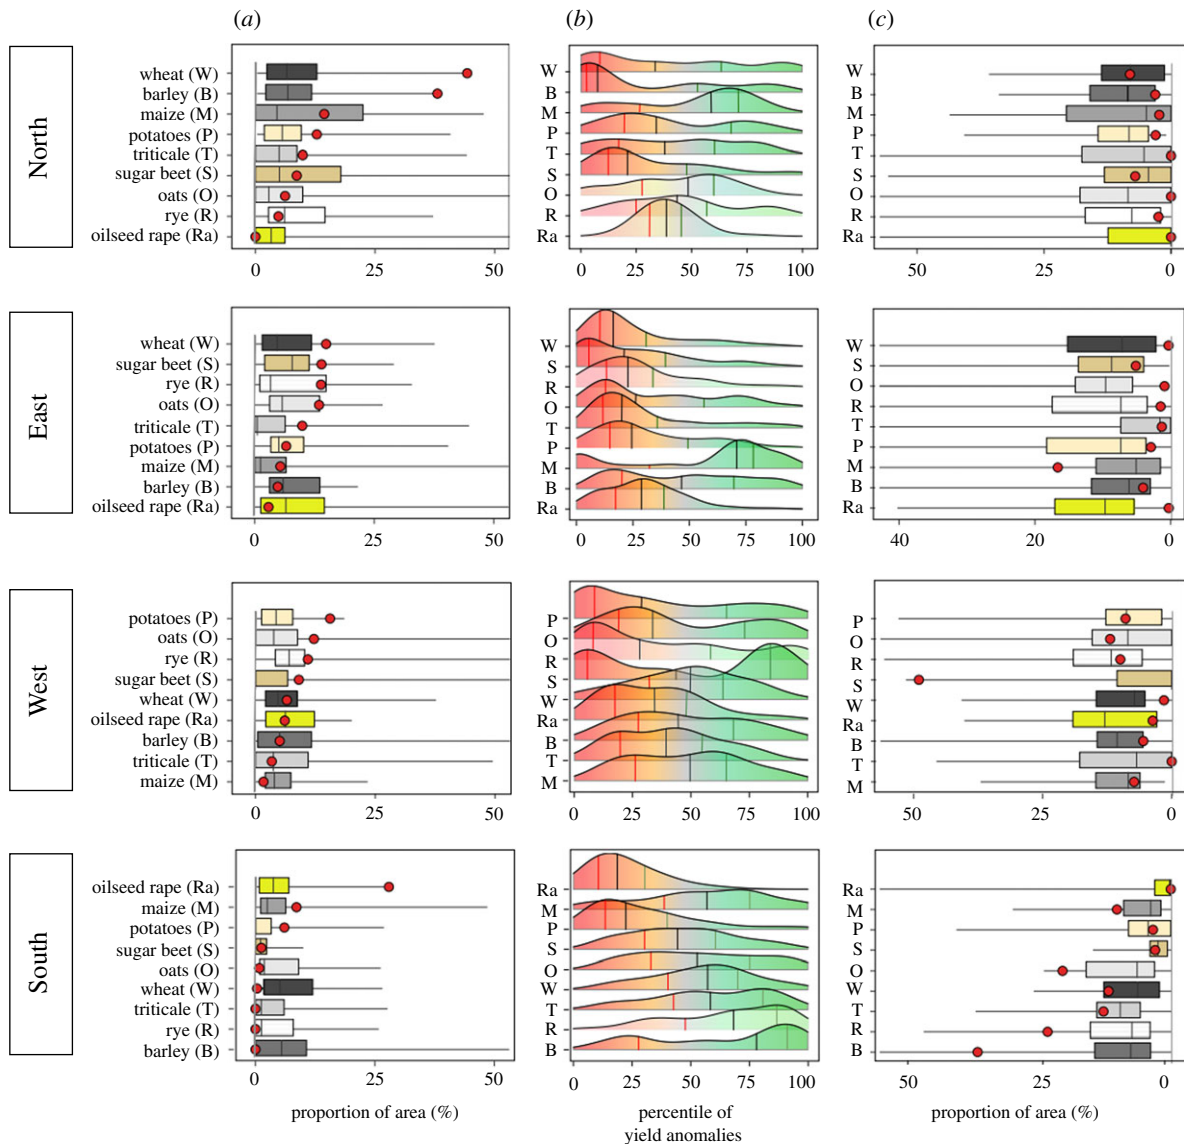 (a) (b) (c)
North
wheat (W)
barley (B)
maize (M)
potatoes (P)
triticale (T)
sugar beet (S)
oats (O)
rye (R)
oilseed rape (Ra)
0 25 50
W
B
M
P
T
S
O
R
Ra
0 25 50 75 100
W
B
M
P
T
S
O
R
Ra
50 25 0
East
wheat (W)
sugar beet (S)
rye (R)
oats (O)
triticale (T)
potatoes (P)
maize (M)
barley (B)
oilseed rape (Ra)
0 25 50
W
S
R
O
T
P
M
B
Ra
0 25 50 75 100
W
S
O
R
T
P
M
B
Ra
40 20 0
West
potatoes (P)
oats (O)
rye (R)
sugar beet (S)
wheat (W)
oilseed rape (Ra)
barley (B)
triticale (T)
maize (M)
0 25 50
P
O
R
S
W
Ra
B
T
M
0 25 50 75 100
P
O
R
S
W
Ra
B
T
M
50 25 0
South
oilseed rape (Ra)
maize (M)
potatoes (P)
sugar beet (S)
oats (O)
wheat (W)
triticale (T)
rye (R)
barley (B)
0 25 50
proportion of area (%)
Ra
M
P
S
O
W
T
R
B
0 25 50 75 100
percentile of
yield anomalies
Ra
M
P
S
O
W
T
R
B
50 25 0
proportion of area (%)